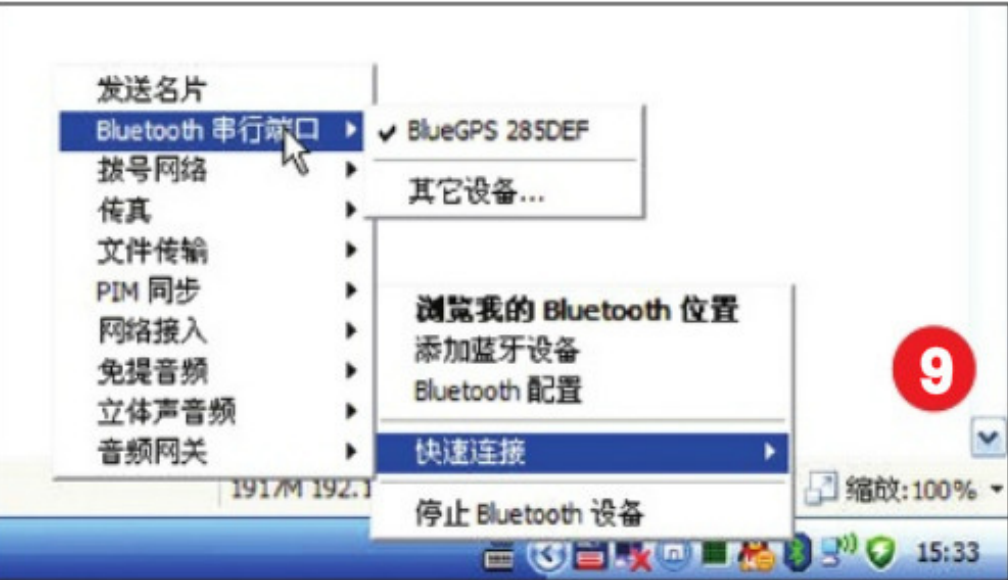 发送名片
Bluetooth 串行端口
BlueGPS 285DEF
拨号网络
其它设备...
传真
文件传输
PIM 同步
网络接入
免提音频
立体声音频
音频网关
浏览我的 Bluetooth 位置
添加蓝牙设备
Bluetooth 配置
快速连接
停止 Bluetooth 设备
9
1917M 192.1
缩放:100%
15:33